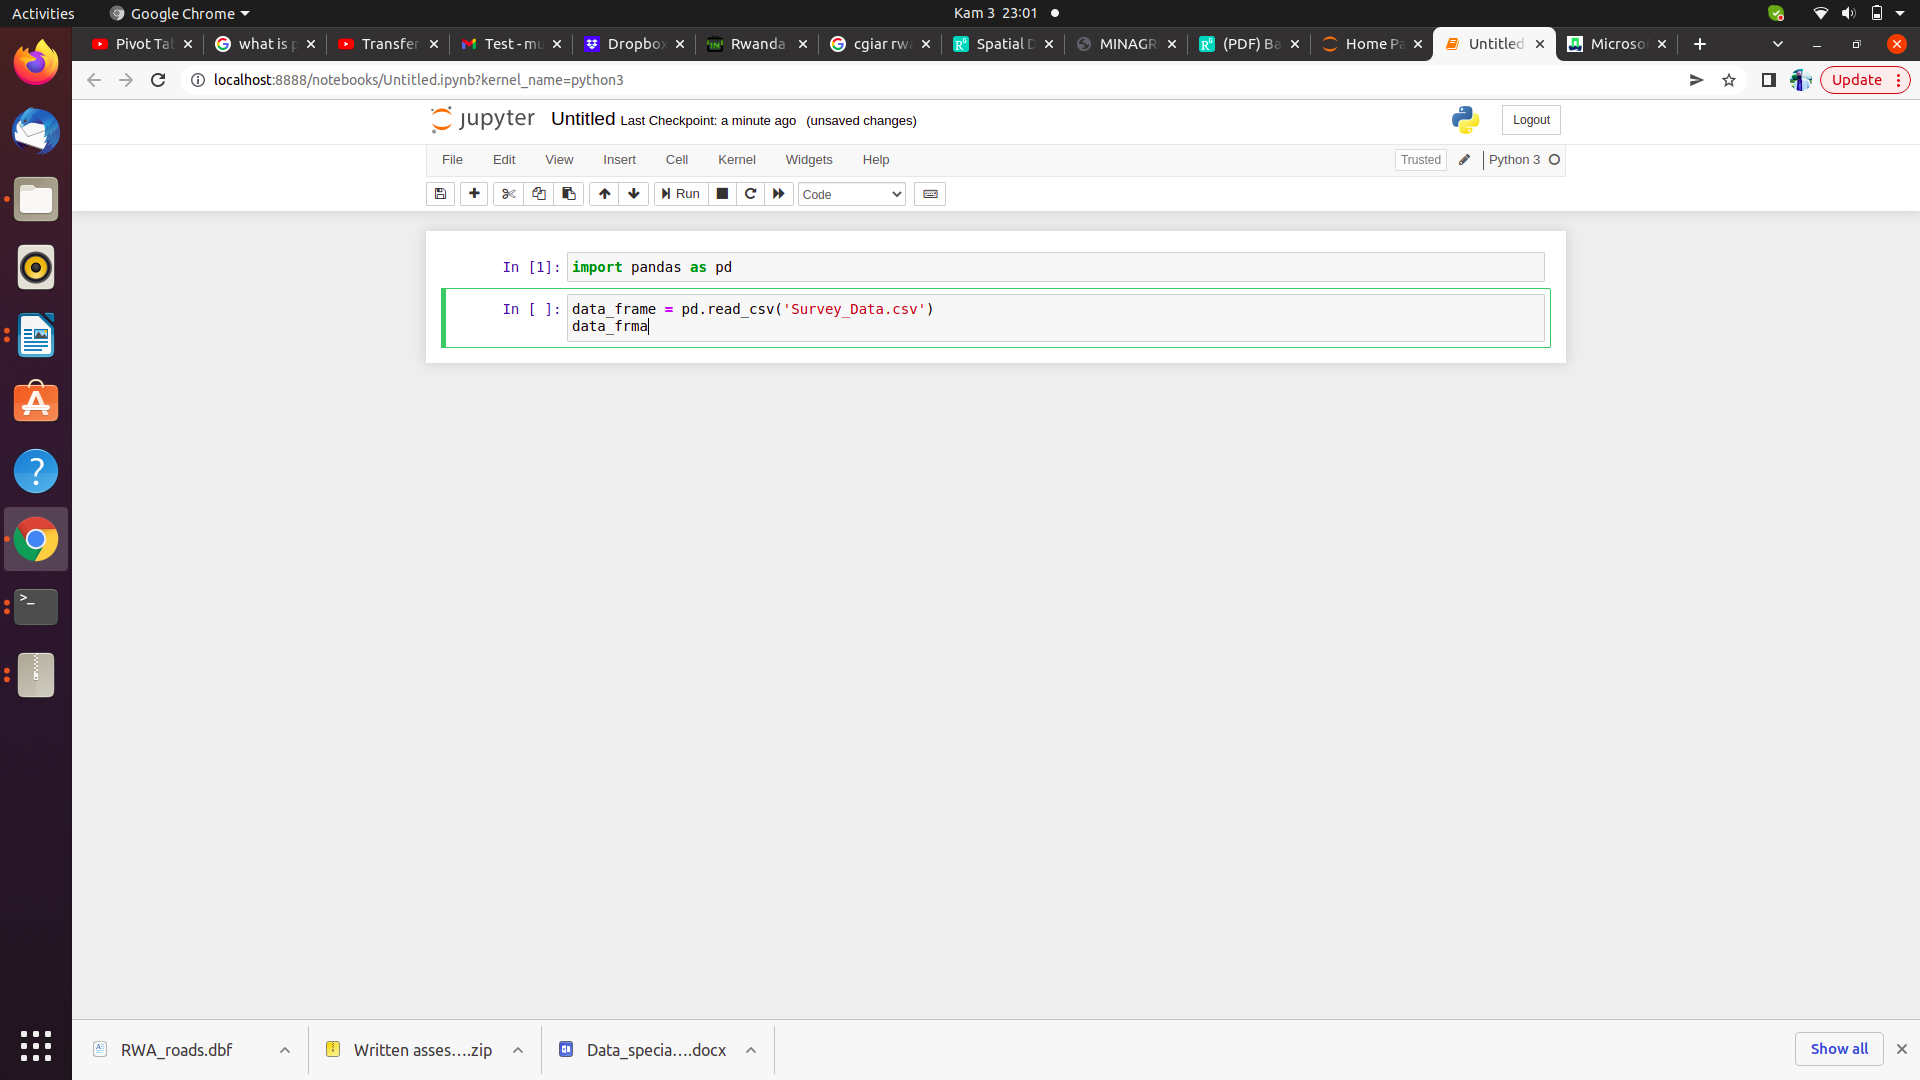 Activities
Google Chrome
Kam 3 23:01
Pivot Ta
what is p
Transfer
Test - mu
Dropbox
Rwanda
cgiar rw
Spatial D
MINAGR
(PDF) Ba
Home Pa
Untitled
Microso
localhost:8888/notebooks/Untitled.ipynb?kernel_name=python3
Update
jupyter Untitled Last Checkpoint: a minute ago (unsaved changes)
Logout
File Edit View Insert Cell Kernel Widgets Help
Trusted
Python 3
Run
Code
In [1]: import pandas as pd
In [ ]: data_frame = pd.read_csv('Survey_Data.csv')
data_frma
RWA_roads.dbf
Written asses....zip
Data_specia....docx
Show all